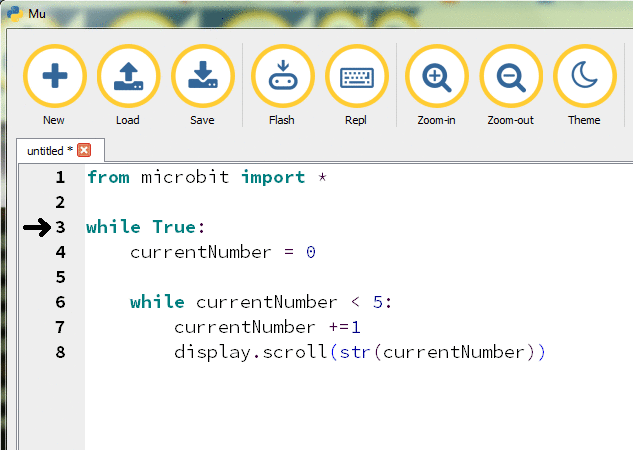 Mu
New Load Save Flash Repl Zoom-in Zoom-out Theme
untitled *
1 from microbit import *
2
3 while True:
4     currentNumber = 0
5
6     while currentNumber < 5:
7         currentNumber +=1
8         display.scroll(str(currentNumber))